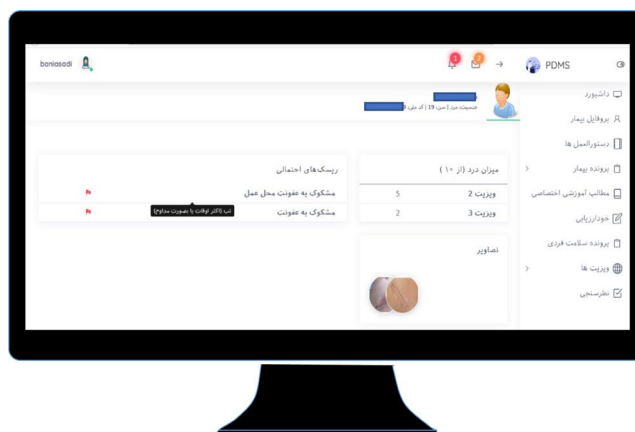 boniasadi
1
2
PDMS
جنسیت: مرد | سن: 19 | کد ملی:
داشبورد
پروفایل بیمار
دستورالعمل ها
پرونده بیمار
مطالب آموزشی اختصاصی
خودارزیابی
پرونده سلامت فردی
ویزیت ها
نظرسنجی
میزان درد (از ۱۰ )
ویزیت 2 5
ویزیت 3 2
ریسک‌های احتمالی
مشکوک به عفونت محل عمل
مشکوک به عفونت
تب (اکثر اوقات یا بصورت مداوم)
تصاویر